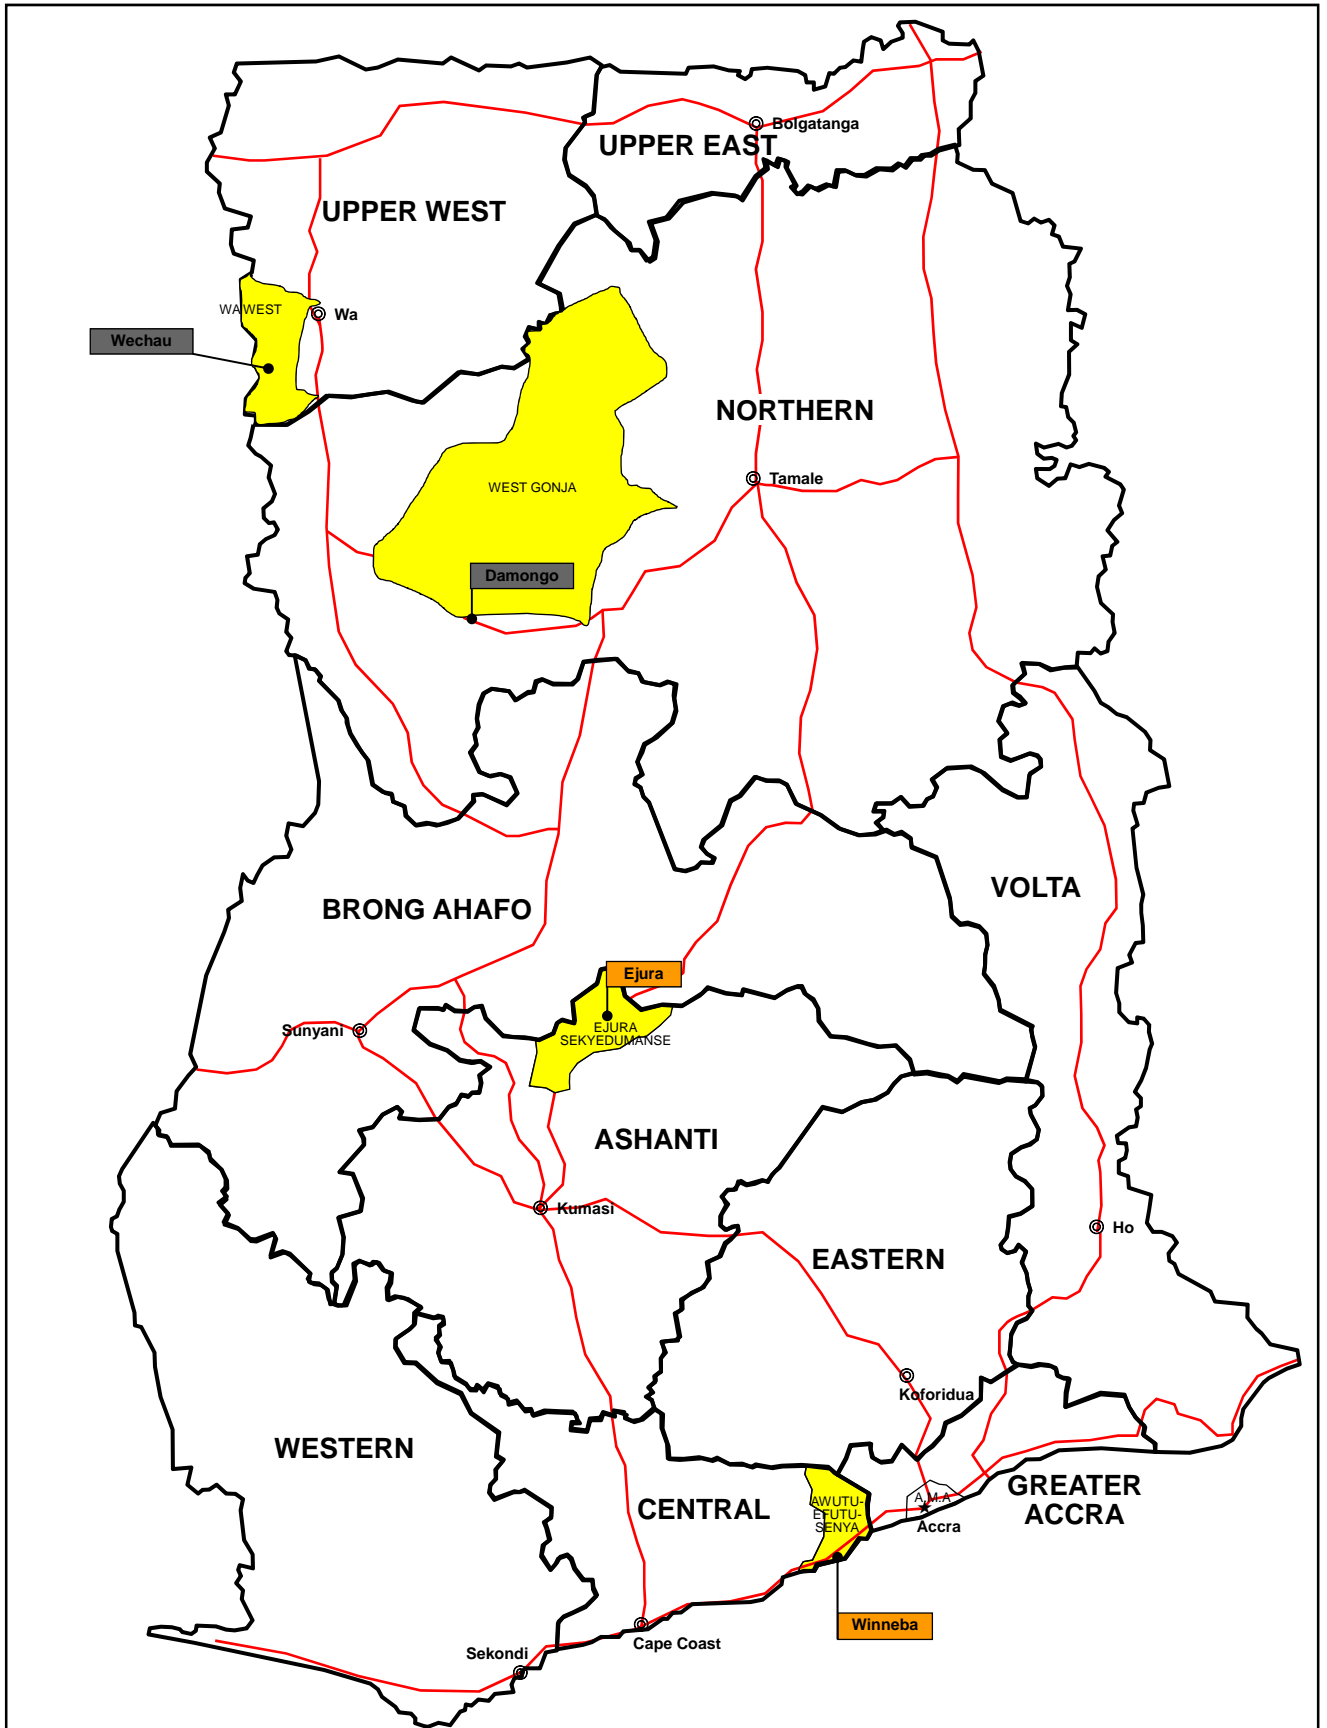 Bolgatanga
UPPER EAST
UPPER WEST
WA WEST
Wa
Wechau
NORTHERN
Tamale
WEST GONJA
Damongo
VOLTA
BRONG AHAFO
Ejura
Sunyani
EJURA
SEKYEDUMANSE
ASHANTI
Kumasi
Ho
EASTERN
Koforidua
WESTERN
GREATER
ACCRA
CENTRAL
AWUTU-
EFUTU-
SENYA
A.M.A
Accra
Winneba
Cape Coast
Sekondi